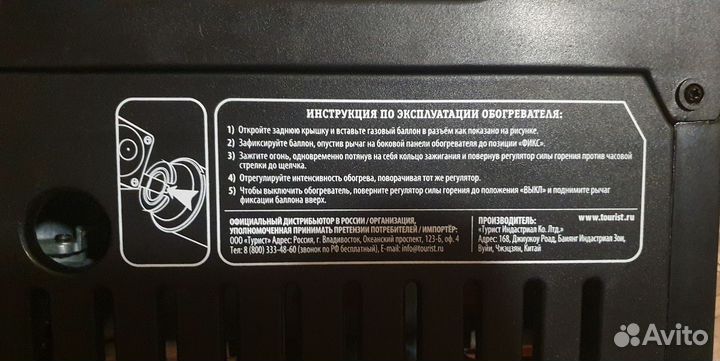 ИНСТРУКЦИЯ ПО ЭКСПЛУАТАЦИИ ОБОГРЕВАТЕЛЯ:
1) Откройте заднюю крышку и вставьте газовый баллон в разъём как показано на рисунке.
2) Зафиксируйте баллон, опустив рычаг на боковой панели обогревателя до позиции «ФИКС».
3) Зажгите огонь, одновременно потянув на себя кольцо зажигания и повернув регулятор силы горения против часовой
стрелки до щелчка.
4) Отрегулируйте интенсивность обогрева, поворачивая тот же регулятор.
5) Чтобы выключить обогреватель, поверните регулятор силы горения до положения «ВЫКЛ» и поднимите рычаг
фиксации баллона вверх.
ОФИЦИАЛЬНЫЙ ДИСТРИБЬЮТОР В РОССИИ / ОРГАНИЗАЦИЯ,
УПОЛНОМОЧЕННАЯ ПРИНИМАТЬ ПРЕТЕНЗИИ ПОТРЕБИТЕЛЕЙ / ИМПОРТЁР:
ООО «Турист» Адрес: Россия, г. Владивосток, Океанский проспект, 123-Б, оф. 4
Тел: 8 (800) 333-48-60 (звонок по РФ бесплатный), E-mail: info@tourist.ru
ПРОИЗВОДИТЕЛЬ: www.tourist.ru
«Турист Индастриал Ко. Лтд.»
Адрес: 168, Джиужоу Роад, Баиянг Индастриал Зон,
Вуйи, Чжэцзян, Китай
Avito